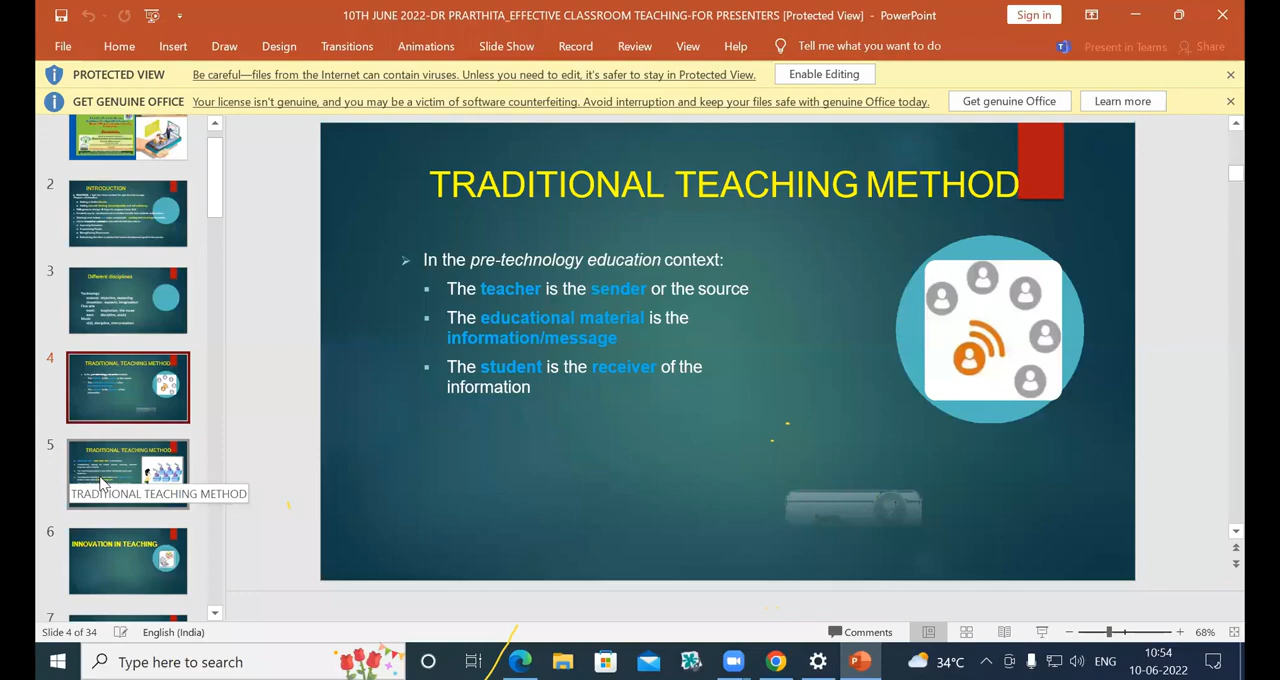 10TH JUNE 2022-DR PRARTHITA_EFFECTIVE CLASSROOM TEACHING-FOR PRESENTERS [Protected View] - PowerPoint
Sign in
File Home Insert Draw Design Transitions Animations Slide Show Record Review View Help Tell me what you want to do Present in Teams Share
PROTECTED VIEW Be careful—files from the Internet can contain viruses. Unless you need to edit, it's safer to stay in Protected View. Enable Editing
GET GENUINE OFFICE Your license isn't genuine, and you may be a victim of software counterfeiting. Avoid interruption and keep your files safe with genuine Office today. Get genuine Office Learn more
2
INTRODUCTION
3
Different disciplines
4
TRADITIONAL TEACHING METHOD
5
TRADITIONAL TEACHING METHOD
TRADITIONAL TEACHING METHOD
6
INNOVATION IN TEACHING
7
TRADITIONAL TEACHING METHOD
In the pre-technology education context:
The teacher is the sender or the source
The educational material is the
information/message
The student is the receiver of the
information
Slide 4 of 34 English (India) Comments 68%
Type here to search
34°C ENG
10:54
10-06-2022